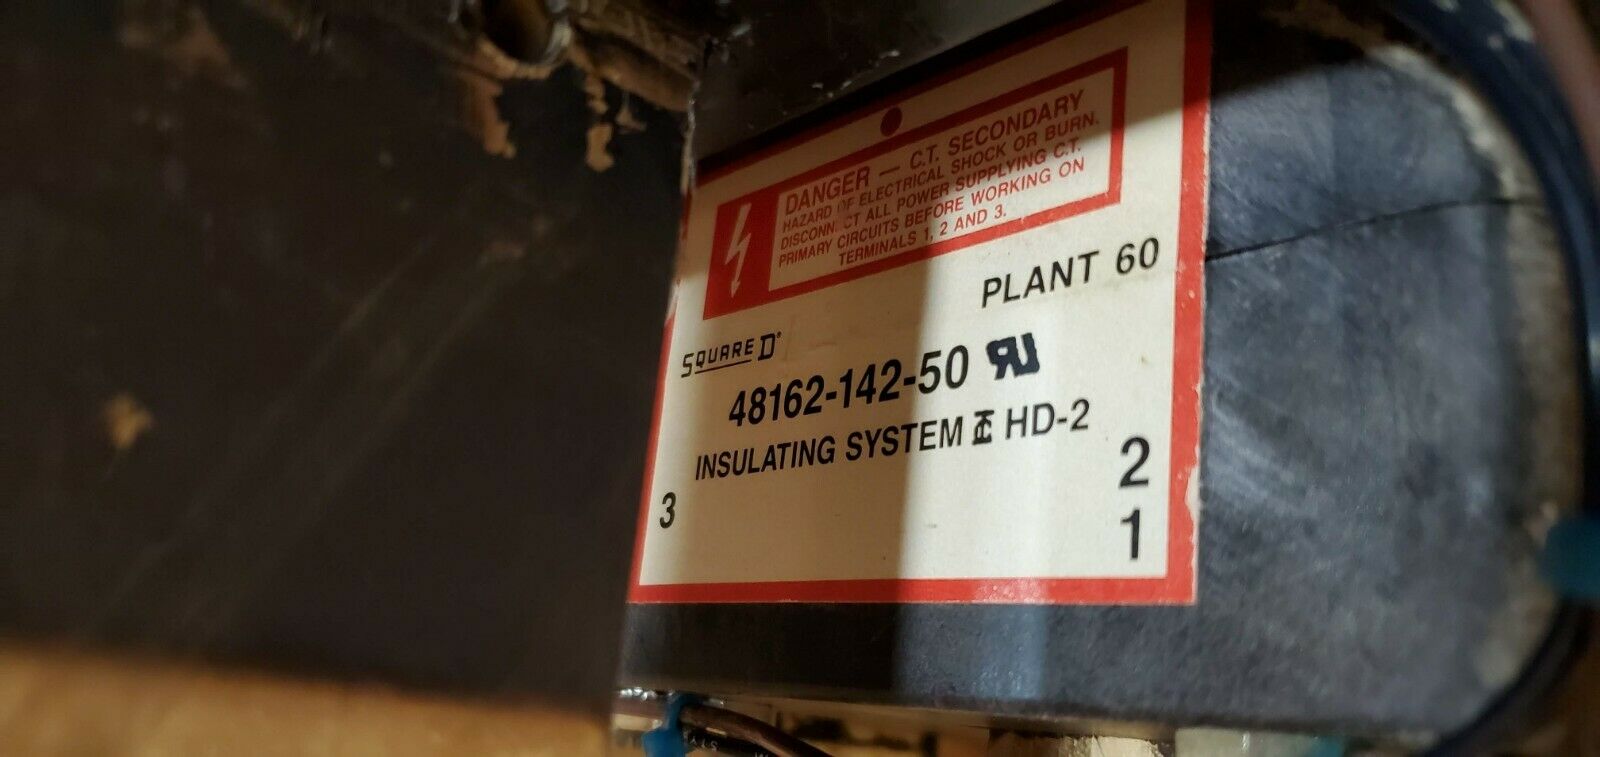 DANGER — C.T. SECONDARY
HAZARD OF ELECTRICAL SHOCK OR BURN.
DISCONNECT ALL POWER SUPPLYING C.T.
PRIMARY CIRCUITS BEFORE WORKING ON
TERMINALS 1, 2 AND 3.
PLANT 60
SQUARE D
48162-142-50 RU
INSULATING SYSTEM HD-2
3
2
1